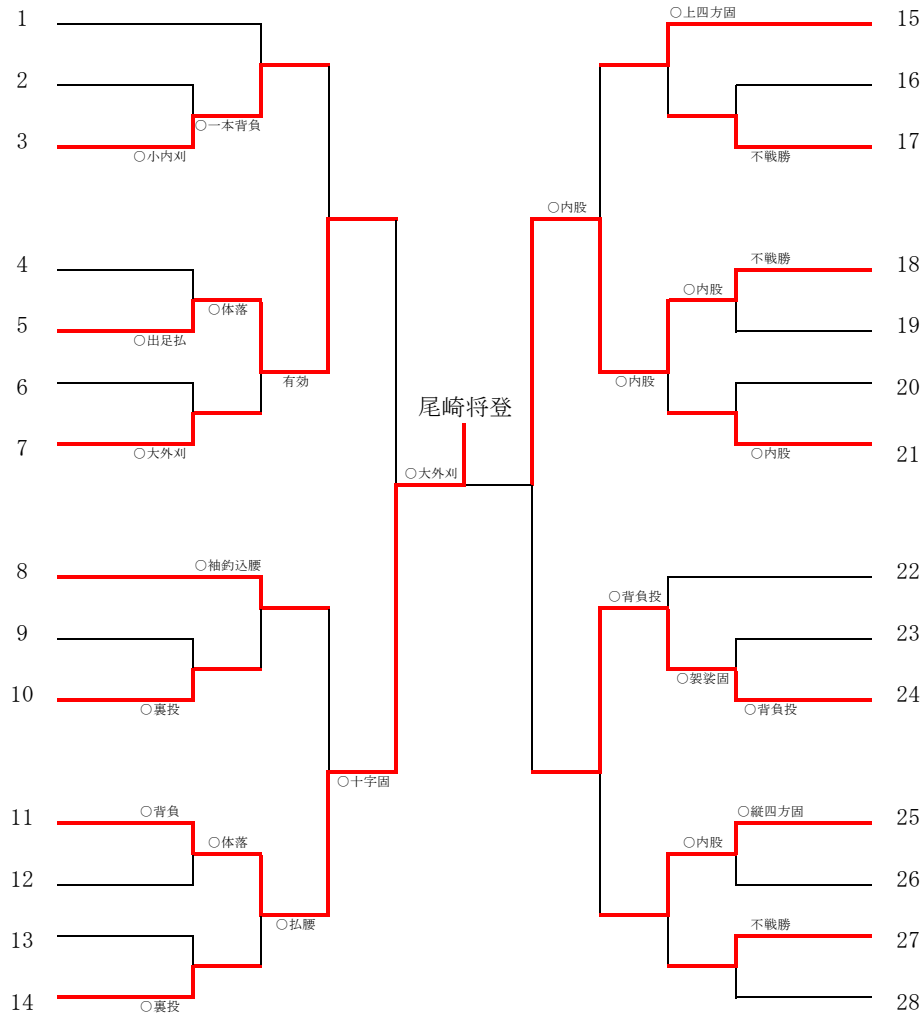 1
2
○一本背負
3
○小内刈
4
○体落
5
○出足払
6
有効
7
○大外刈
8
○袖釣込腰
9
10
○裏投
○十字固
11
○背負
○体落
12
13
○払腰
14
○裏投
尾崎将登
○大外刈
○上四方固
15
16
17
不戦勝
○内股
不戦勝
18
○内股
19
○内股
20
○内股
21
22
○背負投
23
○袈裟固
24
○背負投
25
○縦四方固
○内股
26
不戦勝
27
28